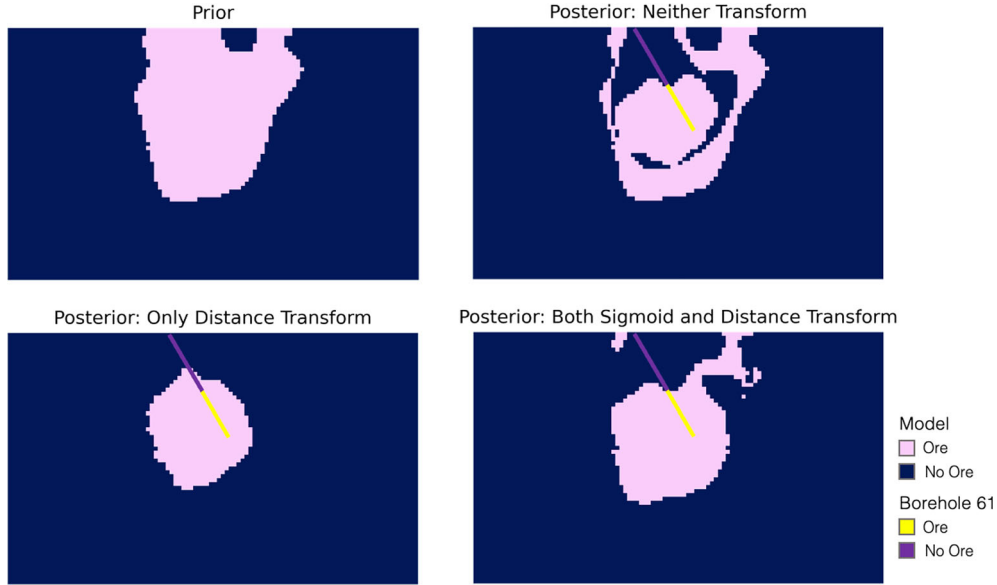 Prior
Posterior: Neither Transform
Posterior: Only Distance Transform
Posterior: Both Sigmoid and Distance Transform
Model
Ore
No Ore
Borehole 61
Ore
No Ore